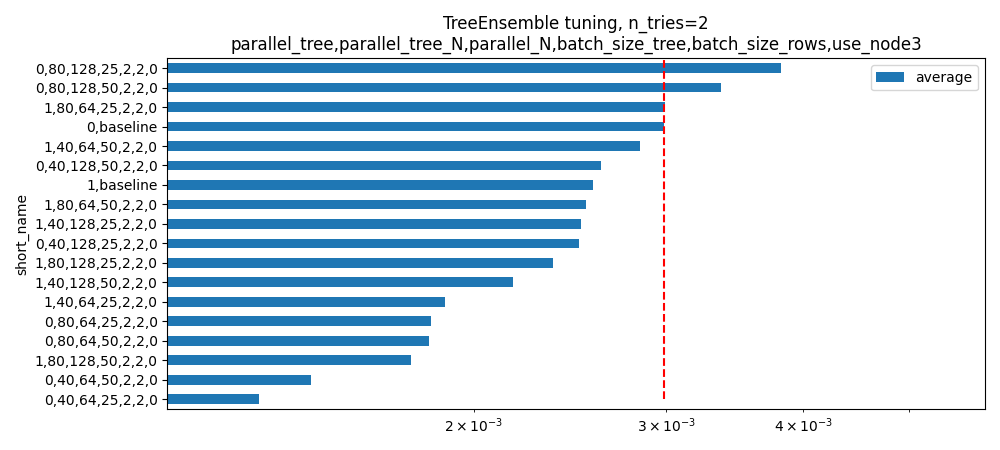 TreeEnsemble tuning, n_tries=2
parallel_tree,parallel_tree_N,parallel_N,batch_size_tree,batch_size_rows,use_node3
average
short_name
0,80,128,25,2,2,0
0,80,128,50,2,2,0
1,80,64,25,2,2,0
0,baseline
1,40,64,50,2,2,0
0,40,128,50,2,2,0
1,baseline
1,80,64,50,2,2,0
1,40,128,25,2,2,0
0,40,128,25,2,2,0
1,80,128,25,2,2,0
1,40,128,50,2,2,0
1,40,64,25,2,2,0
0,80,64,25,2,2,0
0,80,64,50,2,2,0
1,80,128,50,2,2,0
0,40,64,50,2,2,0
0,40,64,25,2,2,0
2 × 10⁻³ 3 × 10⁻³ 4 × 10⁻³